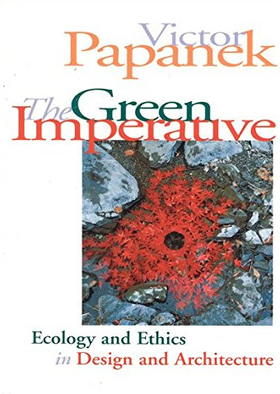 Victor
Papanek
The Green
Imperative
Ecology and Ethics
in Design and Architecture